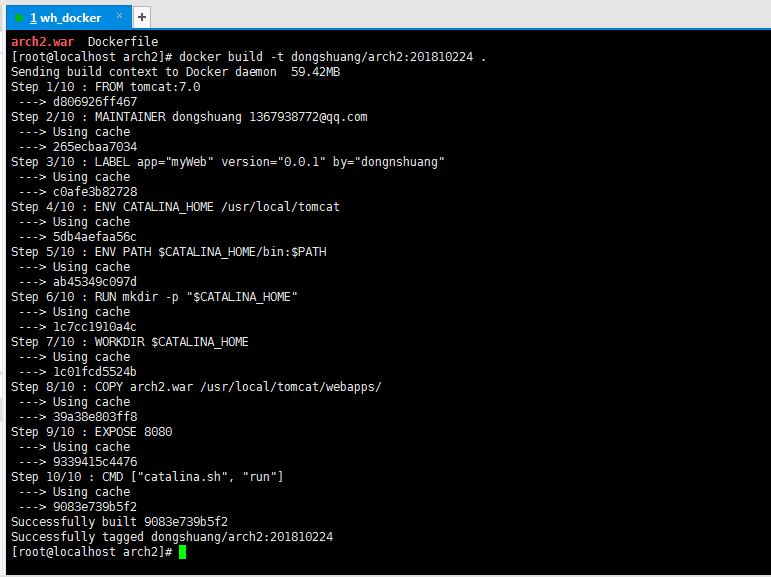 1 wh_docker × +
arch2.war Dockerfile
[root@localhost arch2]# docker build -t dongshuang/arch2:201810224 .
Sending build context to Docker daemon 59.42MB
Step 1/10 : FROM tomcat:7.0
---> d806926ff467
Step 2/10 : MAINTAINER dongshuang 1367938772@qq.com
---> Using cache
---> 265ecbaa7034
Step 3/10 : LABEL app="myWeb" version="0.0.1" by="dongnshuang"
---> Using cache
---> c0afe3b82728
Step 4/10 : ENV CATALINA_HOME /usr/local/tomcat
---> Using cache
---> 5db4aefaa56c
Step 5/10 : ENV PATH $CATALINA_HOME/bin:$PATH
---> Using cache
---> ab45349c097d
Step 6/10 : RUN mkdir -p "$CATALINA_HOME"
---> Using cache
---> 1c7cc1910a4c
Step 7/10 : WORKDIR $CATALINA_HOME
---> Using cache
---> 1c01fcd5524b
Step 8/10 : COPY arch2.war /usr/local/tomcat/webapps/
---> Using cache
---> 39a38e803ff8
Step 9/10 : EXPOSE 8080
---> Using cache
---> 9339415c4476
Step 10/10 : CMD ["catalina.sh", "run"]
---> Using cache
---> 9083e739b5f2
Successfully built 9083e739b5f2
Successfully tagged dongshuang/arch2:201810224
[root@localhost arch2]#